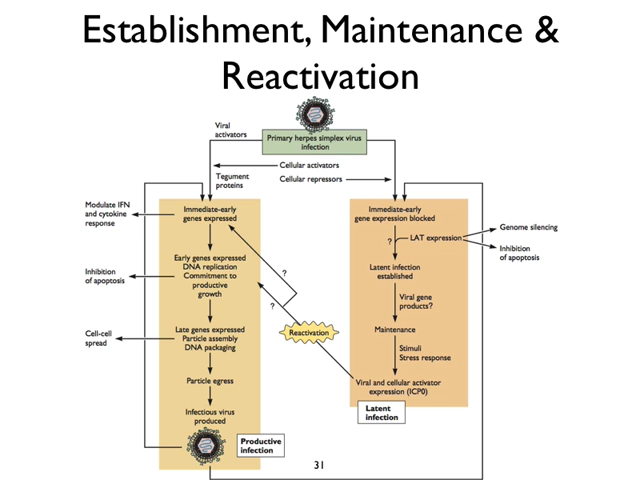 Establishment, Maintenance &
Reactivation
Viral
activators
Primary herpes simplex virus
infection
Cellular activators
Tegument
proteins
Cellular repressors
Modulate IFN
and cytokine
response
Immediate-early
genes expressed
Immediate-early
gene expression blocked
Genome silencing
?
LAT expression
Inhibition
of apoptosis
Early genes expressed
DNA replication
Commitment to
productive
growth
Inhibition
of apoptosis
?
Latent infection
established
?
Viral gene
products?
Cell-cell
spread
Late genes expressed
Particle assembly
DNA packaging
Reactivation
Maintenance
Stimuli
Stress response
Particle egress
Viral and cellular activator
expression (ICP0)
Infectious virus
produced
Latent
infection
Productive
infection
31